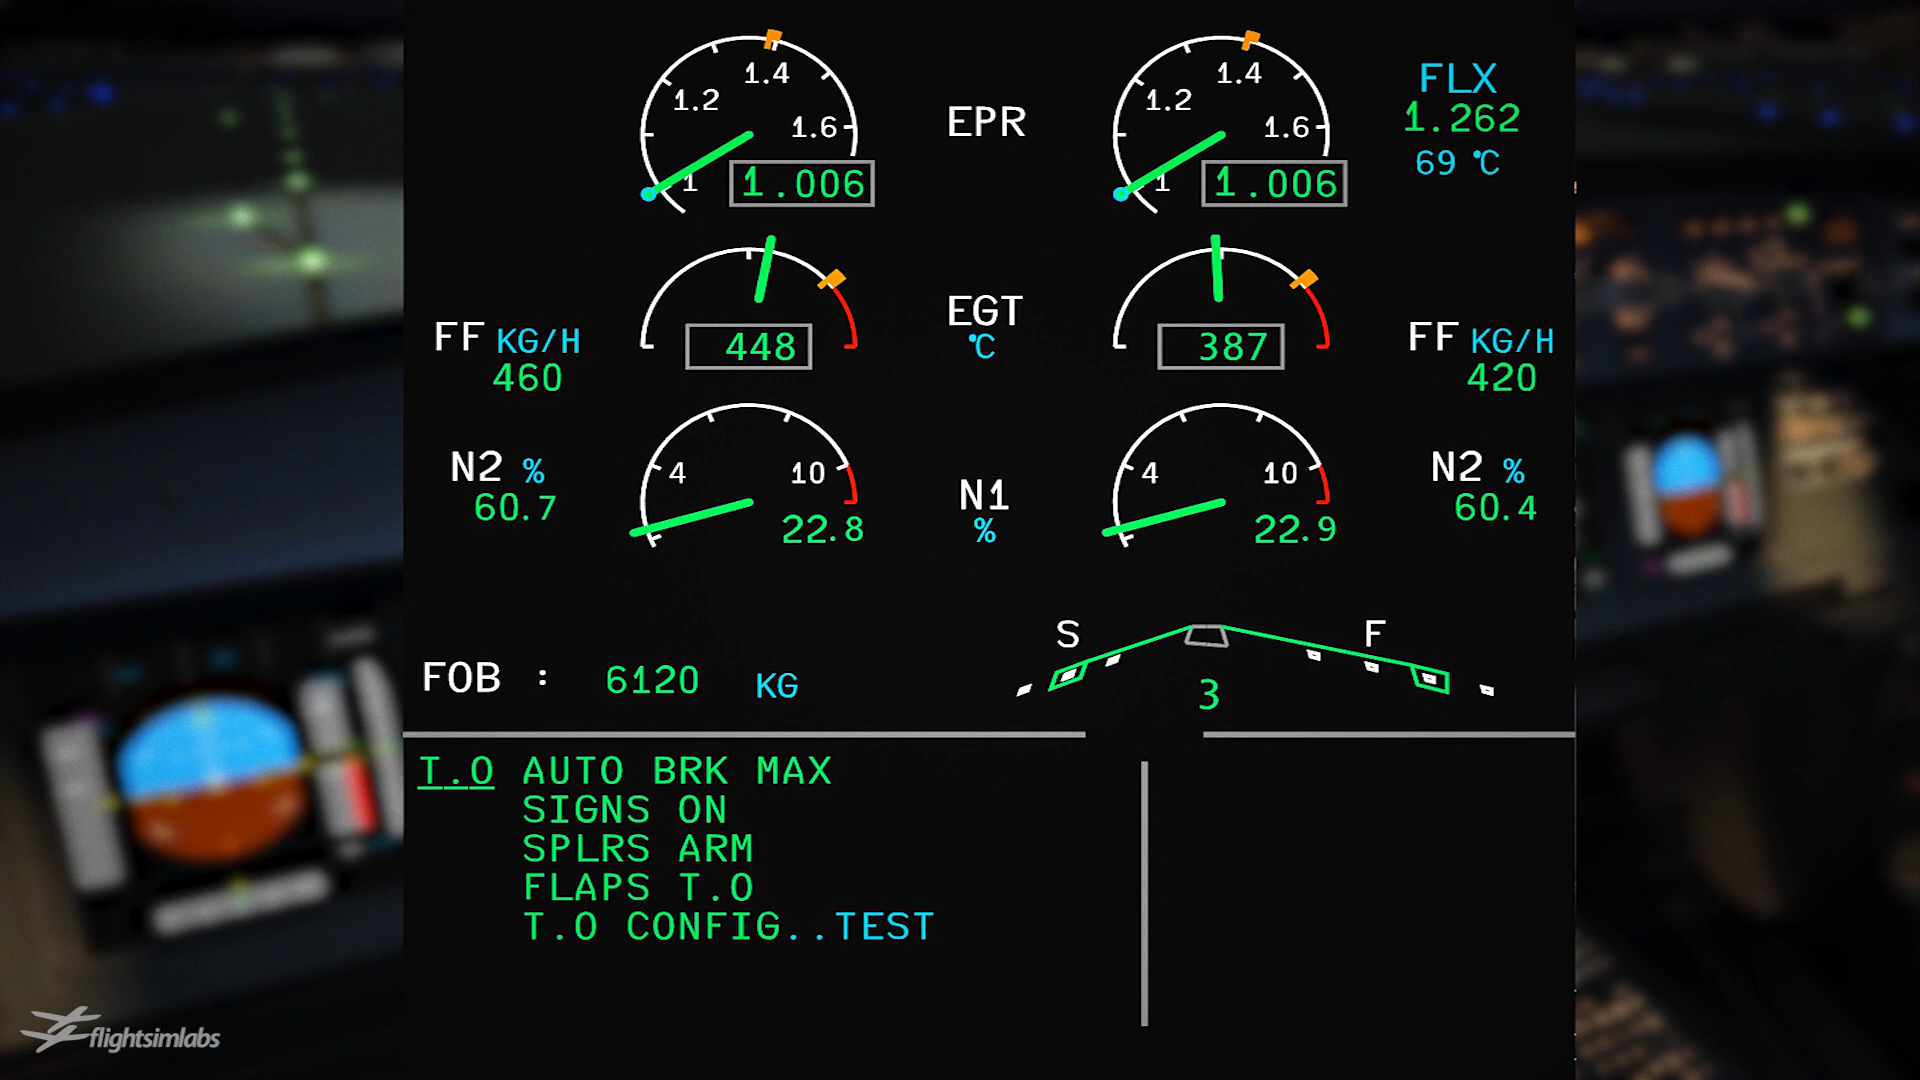 1.4 1.4
1.2 1.2
FLX
1.6 EPR 1.6
1.262
69 °C
1 1.006 1 1.006
FF KG/H 448 EGT 387 FF KG/H
°C
460 420
N2 % 4 10 N1 4 10 N2 %
60.7 22.8 % 22.9 60.4
S F
FOB : 6120 KG 3
T.O AUTO BRK MAX
SIGNS ON
SPLRS ARM
FLAPS T.O
T.O CONFIG..TEST
flightsimlabs